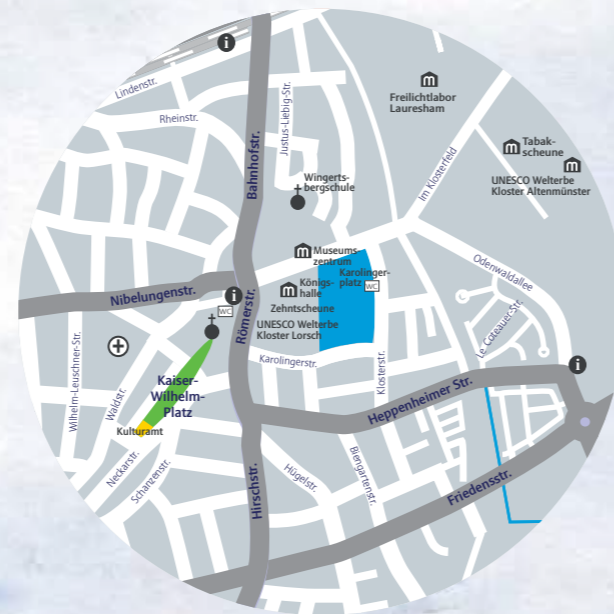 i
Lindenstr.
Rheinstr.
Bahnhofstr.
Justus-Liebig-Str.
Freilichtlabor
Lauresham
Im Klosterfeld
Tabak-
scheune
UNESCO Welterbe
Kloster Altenmünster
Wingerts-
bergschule
Museums-
zentrum
Karolinger-
platz
WC
Königs-
halle
Zehntscheune
UNESCO Welterbe
Kloster Lorsch
Odenwaldallee
Nibelungenstr.
i
WC
Römerstr.
Le Coteauer-Str.
Wilhelm-Leuschner-Str.
Waldstr.
Kaiser-
Wilhelm-
Platz
Karolingerstr.
Klosterstr.
i
Heppenheimer Str.
Kulturamt
Neckarstr.
Schanzenstr.
Hirschstr.
Hügelstr.
Biengartenstr.
Friedensstr.